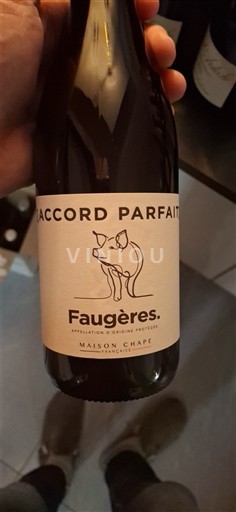 ACCORD PARFAIT
VINIOU
Faugères.
APPELLATION D'ORIGINE PROTÉGÉE
MAISON CHAPE
FRANÇAISE